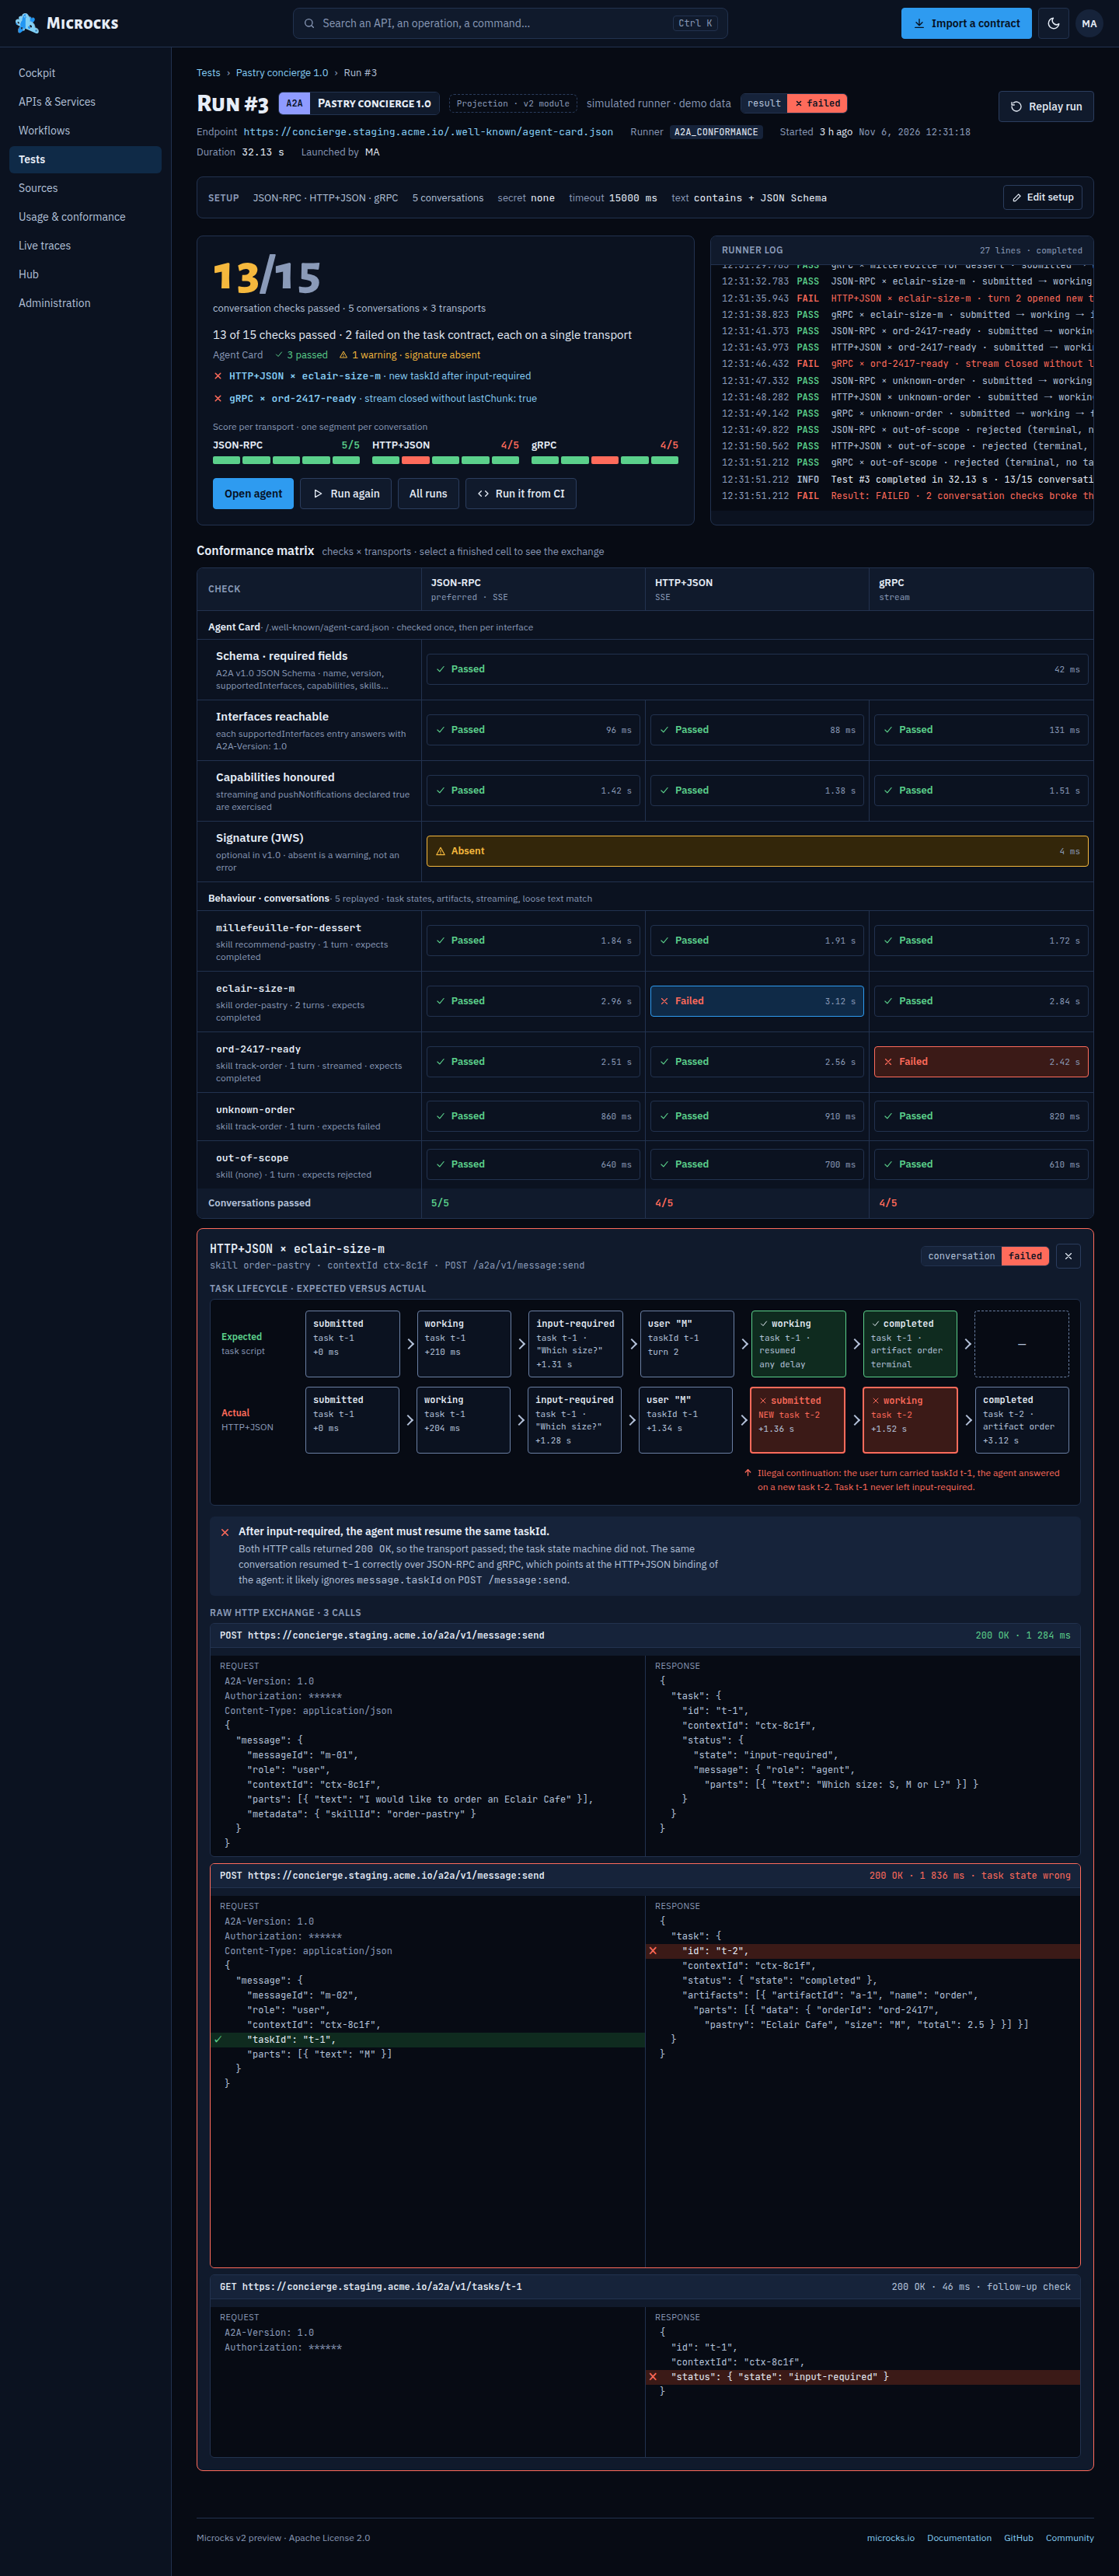 Microcks
Search an API, an operation, a command...
Ctrl K
Import a contract
MA
Cockpit
APIs & Services
Workflows
Tests
Sources
Usage & conformance
Live traces
Hub
Administration
Tests › Pastry concierge 1.0 › Run #3
Run #3
A2A Pastry concierge 1.0
Projection · v2 module
simulated runner · demo data
result × failed
Replay run
Endpoint https://concierge.staging.acme.io/.well-known/agent-card.json Runner A2A_CONFORMANCE Started 3 h ago Nov 6, 2026 12:31:18
Duration 32.13 s Launched by MA
SETUP JSON-RPC · HTTP+JSON · gRPC 5 conversations secret none timeout 15000 ms text contains + JSON Schema
Edit setup
13/15
conversation checks passed · 5 conversations × 3 transports
13 of 15 checks passed · 2 failed on the task contract, each on a single transport
Agent Card ✓ 3 passed ⚠ 1 warning · signature absent
× HTTP+JSON × eclair-size-m · new taskId after input-required
× gRPC × ord-2417-ready · stream closed without lastChunk: true
Score per transport · one segment per conversation
JSON-RPC 5/5 HTTP+JSON 4/5 gRPC 4/5
Open agent
Run again
All runs
Run it from CI
RUNNER LOG 27 lines · completed
12:31:29.783 PASS gRPC × millefeuille-for-dessert · submitted
12:31:32.783 PASS JSON-RPC × eclair-size-m · submitted → working
12:31:35.943 FAIL HTTP+JSON × eclair-size-m · turn 2 opened new t
12:31:38.823 PASS gRPC × eclair-size-m · submitted → working → i
12:31:41.373 PASS JSON-RPC × ord-2417-ready · submitted → workin
12:31:43.973 PASS HTTP+JSON × ord-2417-ready · submitted → worki
12:31:46.432 FAIL gRPC × ord-2417-ready · stream closed without l
12:31:47.332 PASS JSON-RPC × unknown-order · submitted → working
12:31:48.282 PASS HTTP+JSON × unknown-order · submitted → workin
12:31:49.142 PASS gRPC × unknown-order · submitted → working → f
12:31:49.822 PASS JSON-RPC × out-of-scope · rejected (terminal, n
12:31:50.562 PASS HTTP+JSON × out-of-scope · rejected (terminal,
12:31:51.212 PASS gRPC × out-of-scope · rejected (terminal, no ta
12:31:51.212 INFO Test #3 completed in 32.13 s · 13/15 conversati
12:31:51.212 FAIL Result: FAILED · 2 conversation checks broke th
Conformance matrix checks × transports · select a finished cell to see the exchange
CHECK
JSON-RPC
preferred · SSE
HTTP+JSON
SSE
gRPC
stream
Agent Card · /.well-known/agent-card.json · checked once, then per interface
Schema · required fields
A2A v1.0 JSON Schema · name, version,
supportedInterfaces, capabilities, skills...
✓ Passed 42 ms
Interfaces reachable
each supportedInterfaces entry answers with
A2A-Version: 1.0
✓ Passed 96 ms ✓ Passed 88 ms ✓ Passed 131 ms
Capabilities honoured
streaming and pushNotifications declared true
are exercised
✓ Passed 1.42 s ✓ Passed 1.38 s ✓ Passed 1.51 s
Signature (JWS)
optional in v1.0 · absent is a warning, not an
error
⚠ Absent 4 ms
Behaviour · conversations · 5 replayed · task states, artifacts, streaming, loose text match
millefeuille-for-dessert
skill recommend-pastry · 1 turn · expects
completed
✓ Passed 1.84 s ✓ Passed 1.91 s ✓ Passed 1.72 s
eclair-size-m
skill order-pastry · 2 turns · expects
completed
✓ Passed 2.96 s × Failed 3.12 s ✓ Passed 2.84 s
ord-2417-ready
skill track-order · 1 turn · streamed · expects
completed
✓ Passed 2.51 s ✓ Passed 2.56 s × Failed 2.42 s
unknown-order
skill track-order · 1 turn · expects failed
✓ Passed 860 ms ✓ Passed 910 ms ✓ Passed 820 ms
out-of-scope
skill (none) · 1 turn · expects rejected
✓ Passed 640 ms ✓ Passed 700 ms ✓ Passed 610 ms
Conversations passed 5/5 4/5 4/5
HTTP+JSON × eclair-size-m
skill order-pastry · contextId ctx-8c1f · POST /a2a/v1/message:send
conversation failed
TASK LIFECYCLE · EXPECTED VERSUS ACTUAL
Expected
task script
submitted
task t-1
+0 ms
working
task t-1
+210 ms
input-required
task t-1 ·
"Which size?"
+1.31 s
user "M"
taskId t-1
turn 2
✓ working
task t-1 ·
resumed
any delay
✓ completed
task t-1 ·
artifact order
terminal
—
Actual
HTTP+JSON
submitted
task t-1
+0 ms
working
task t-1
+204 ms
input-required
task t-1 ·
"Which size?"
+1.28 s
user "M"
taskId t-1
+1.34 s
× submitted
NEW task t-2
+1.36 s
× working
task t-2
+1.52 s
completed
task t-2 ·
artifact order
+3.12 s
↑ Illegal continuation: the user turn carried taskId t-1, the agent answered
on a new task t-2. Task t-1 never left input-required.
× After input-required, the agent must resume the same taskId.
Both HTTP calls returned 200 OK, so the transport passed; the task state machine did not. The same
conversation resumed t-1 correctly over JSON-RPC and gRPC, which points at the HTTP+JSON binding of
the agent: it likely ignores message.taskId on POST /message:send.
RAW HTTP EXCHANGE · 3 CALLS
POST https://concierge.staging.acme.io/a2a/v1/message:send 200 OK · 1 284 ms
REQUEST
A2A-Version: 1.0
Authorization: ******
Content-Type: application/json
{
"message": {
"messageId": "m-01",
"role": "user",
"contextId": "ctx-8c1f",
"parts": [{ "text": "I would like to order an Eclair Cafe" }],
"metadata": { "skillId": "order-pastry" }
}
}
RESPONSE
{
"task": {
"id": "t-1",
"contextId": "ctx-8c1f",
"status": {
"state": "input-required",
"message": { "role": "agent",
"parts": [{ "text": "Which size: S, M or L?" }] }
}
}
}
POST https://concierge.staging.acme.io/a2a/v1/message:send 200 OK · 1 836 ms · task state wrong
REQUEST
A2A-Version: 1.0
Authorization: ******
Content-Type: application/json
{
"message": {
"messageId": "m-02",
"role": "user",
"contextId": "ctx-8c1f",
✓ "taskId": "t-1",
"parts": [{ "text": "M" }]
}
}
RESPONSE
{
"task": {
× "id": "t-2",
"contextId": "ctx-8c1f",
"status": { "state": "completed" },
"artifacts": [{ "artifactId": "a-1", "name": "order",
"parts": [{ "data": { "orderId": "ord-2417",
"pastry": "Eclair Cafe", "size": "M", "total": 2.5 } }] }]
}
}
GET https://concierge.staging.acme.io/a2a/v1/tasks/t-1 200 OK · 46 ms · follow-up check
REQUEST
A2A-Version: 1.0
Authorization: ******
RESPONSE
{
"id": "t-1",
"contextId": "ctx-8c1f",
× "status": { "state": "input-required" }
}
Microcks v2 preview · Apache License 2.0
microcks.io Documentation GitHub Community